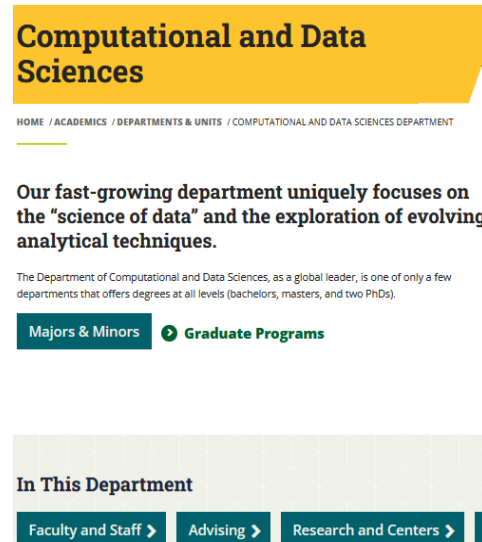 Computational and Data
Sciences
HOME / ACADEMICS / DEPARTMENTS & UNITS / COMPUTATIONAL AND DATA SCIENCES DEPARTMENT
Our fast-growing department uniquely focuses on
the “science of data” and the exploration of evolving
analytical techniques.
The Department of Computational and Data Sciences, as a global leader, is one of only a few
departments that offers degrees at all levels (bachelors, masters, and two PhDs).
Majors & Minors Graduate Programs
In This Department
Faculty and Staff Advising Research and Centers